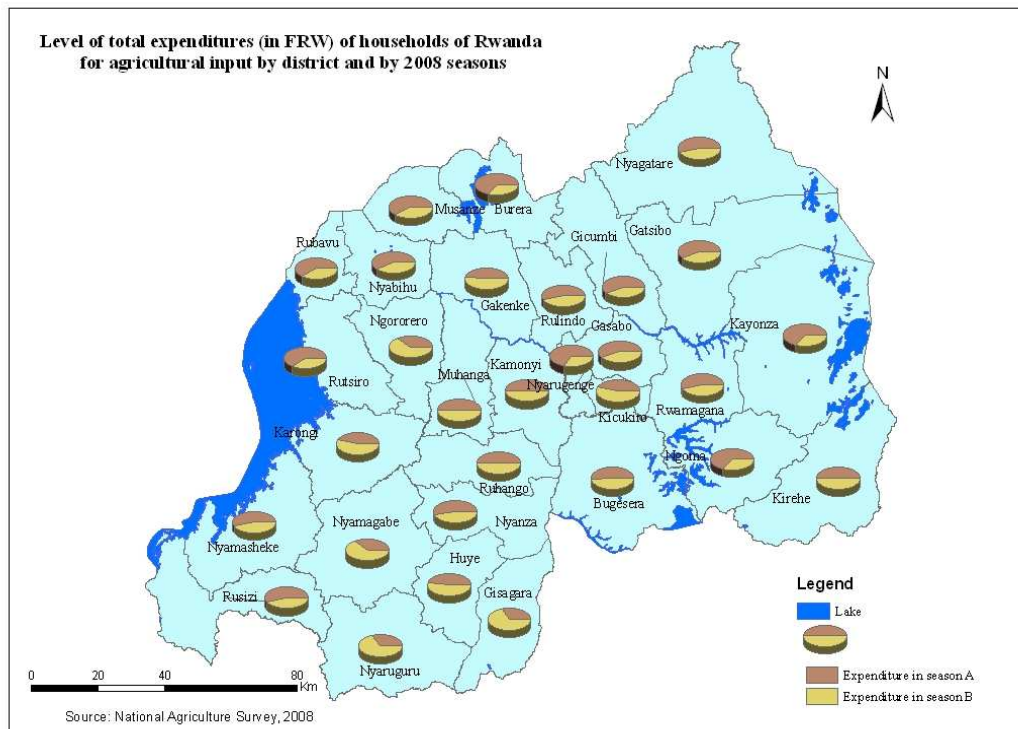 Level of total expenditures (in FRW) of households of Rwanda
for agricultural input by district and by 2008 seasons
N
Nyagatare
Musanze
Burera
Gicumbi
Gatsibo
Rubavu
Nyabihu
Gakenke
Rulindo
Gasabo
Kayonza
Ngororero
Rutsiro
Muhanga
Kamonyi
Nyarugenge
Kicukiro
Rwamagana
Karongi
Ngoma
Ruhango
Bugesera
Kirehe
Nyamagabe
Nyanza
Nyamasheke
Huye
Gisagara
Rusizi
Nyaruguru
Legend
Lake
Expenditure in season A
Expenditure in season B
0 20 40 80
Km
Source: National Agriculture Survey, 2008